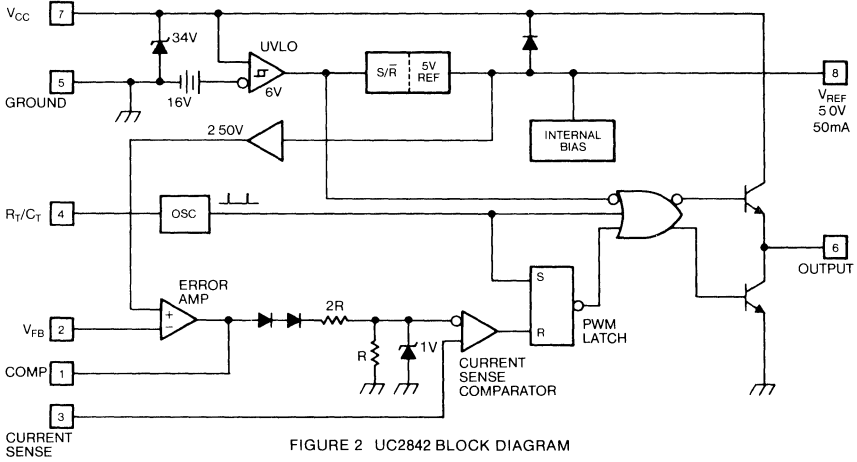 VCC 7
34V
UVLO
5
GROUND
16V
6V
S/R̅
5V
REF
8
VREF
5 0V
50mA
INTERNAL
BIAS
2 50V
RT/CT 4
OSC
6
OUTPUT
ERROR
AMP
2R
S
R
PWM
LATCH
VFB 2
+
−
R
1V
COMP 1
CURRENT
SENSE
COMPARATOR
3
CURRENT
SENSE
FIGURE 2 UC2842 BLOCK DIAGRAM